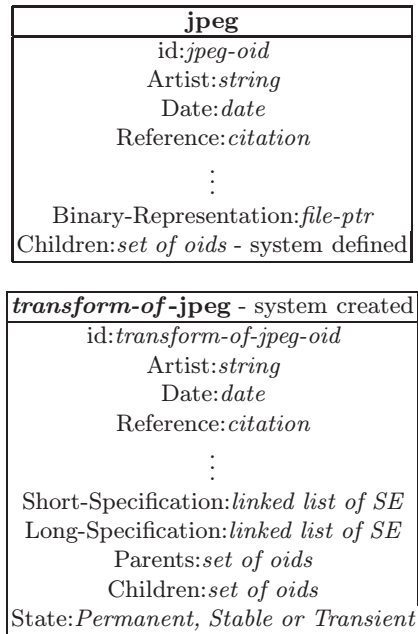 jpeg
id:jpeg-oid
Artist:string
Date:date
Reference:citation
⋮
Binary-Representation:file-ptr
Children:set of oids - system defined
transform-of-jpeg - system created
id:transform-of-jpeg-oid
Artist:string
Date:date
Reference:citation
⋮
Short-Specification:linked list of SE
Long-Specification:linked list of SE
Parents:set of oids
Children:set of oids
State:Permanent, Stable or Transient